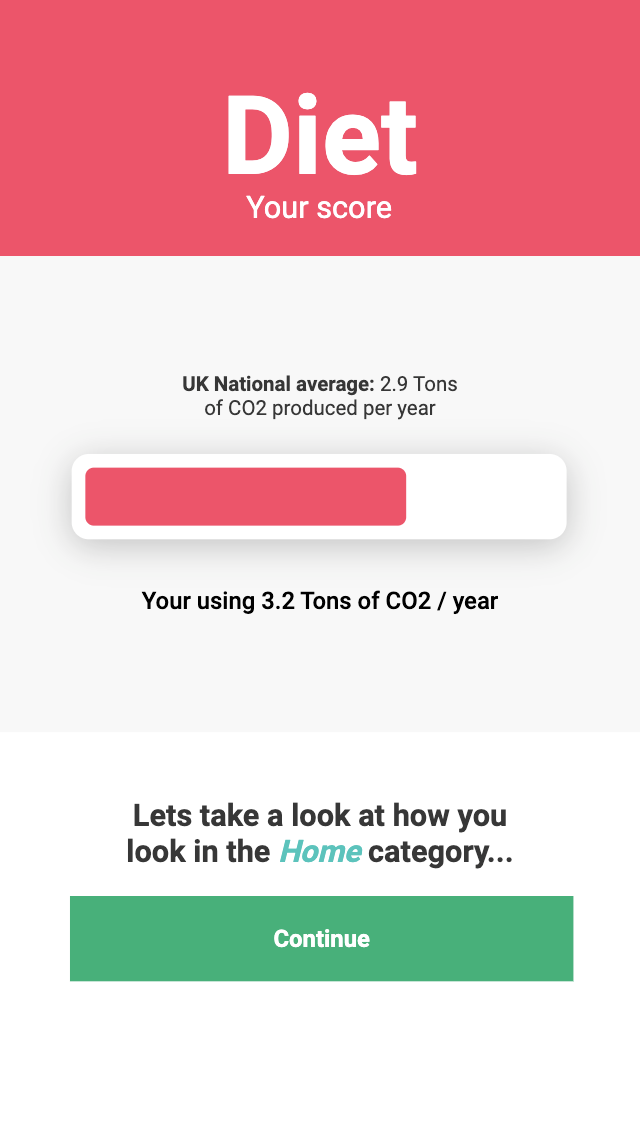 Diet
Your score
UK National average: 2.9 Tons
of CO2 produced per year
Your using 3.2 Tons of CO2 / year
Lets take a look at how you
look in the Home category...
Continue